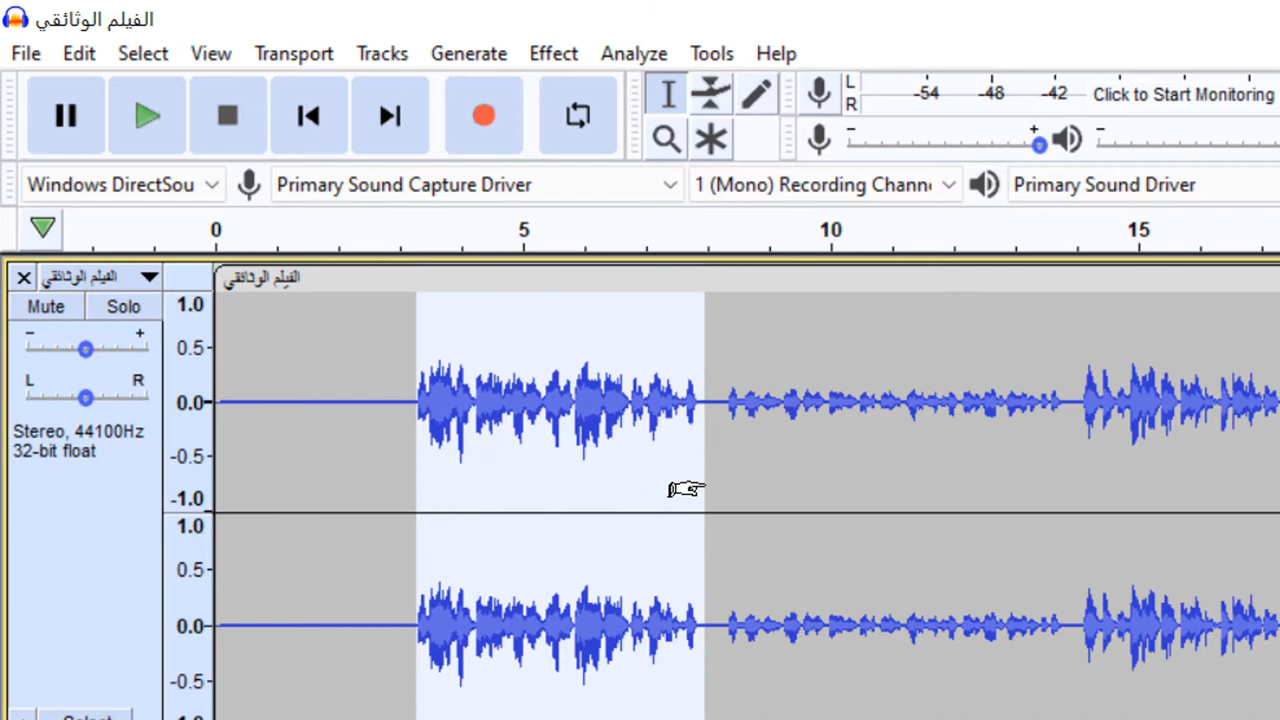 الفيلم الوثائقي
File Edit Select View Transport Tracks Generate Effect Analyze Tools Help
L R -54 -48 -42 Click to Start Monitoring
Windows DirectSou Primary Sound Capture Driver 1 (Mono) Recording Chann Primary Sound Driver
0 5 10 15
الفيلم الوثائقي الفيلم الوثائقي
Mute Solo
- +
L R
Stereo, 44100Hz
32-bit float
1.0
0.5
0.0
-0.5
-1.0
1.0
0.5
0.0
-0.5